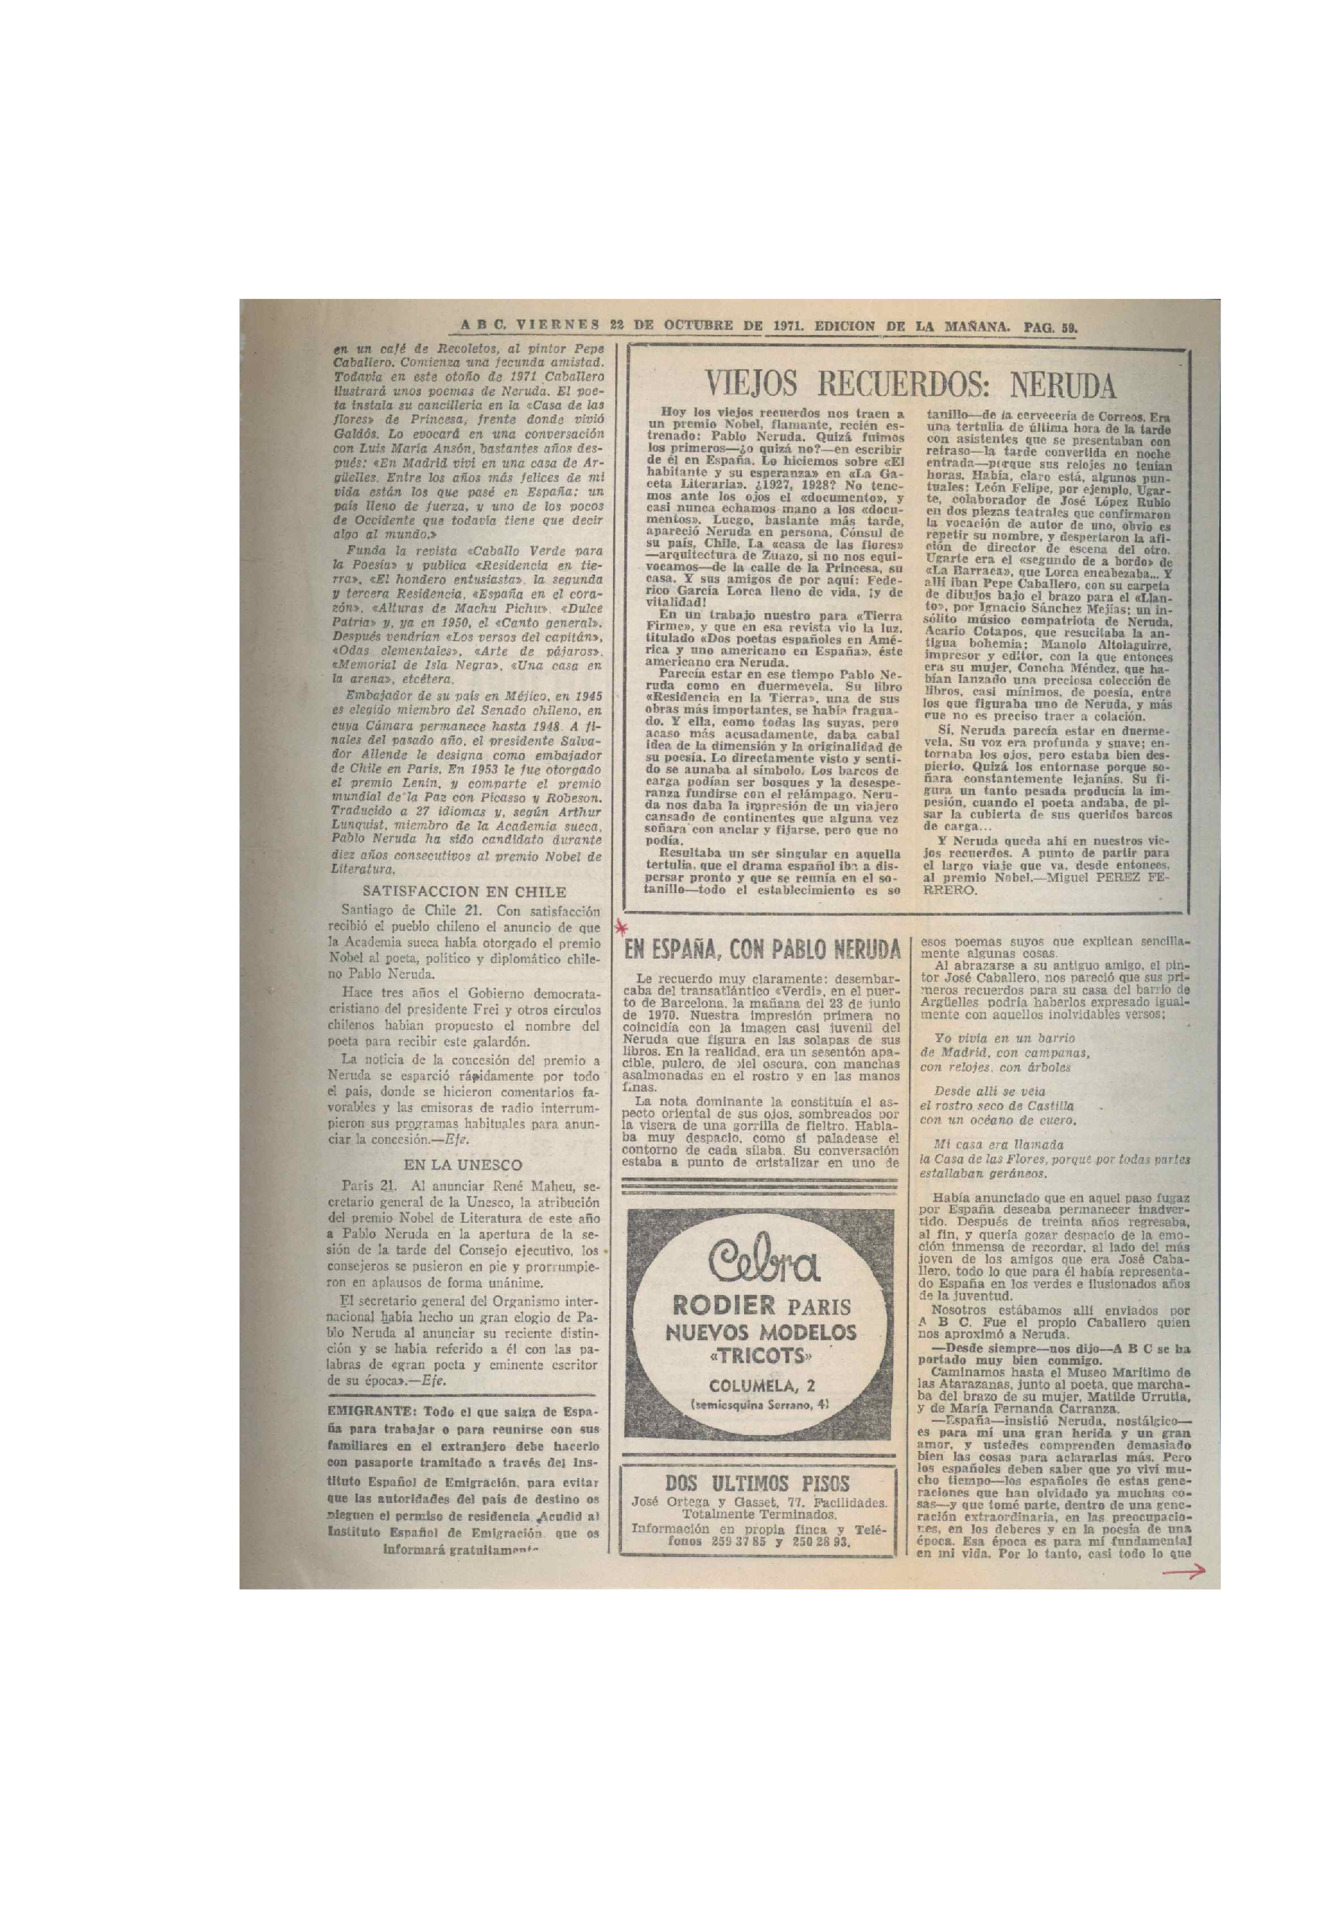 A B C. VIERNES 22 DE OCTUBRE DE 1971. EDICION DE LA MAÑANA. PAG. 59.
en un café de Recoletos, al pintor Pepe
Caballero. Comienza una fecunda amistad.
Todavía en este otoño de 1971 Caballero
ilustrará unos poemas de Neruda. El poe-
ta instala su cancillería en la «Casa de las
flores» de Princesa, frente donde vivió
Galdós. Lo evocará en una conversación
con Luis María Ansón, bastantes años des-
pués: «En Madrid viví en una casa de Ar-
güelles. Entre los años más felices de mi
vida están los que pasé en España: un
país lleno de fuerza, y uno de los pocos
de Occidente que todavía tiene que decir
algo al mundo.»
Funda la revista «Caballo Verde para
la Poesía» y publica «Residencia en tie-
rra», «El hondero entusiasta», la segunda
y tercera Residencia, «España en el cora-
zón», «Alturas de Machu Pichu», «Dulce
Patria» y, ya en 1950, el «Canto general».
Después vendrían «Los versos del capitán»,
«Odas elementales», «Arte de pájaros»,
«Memorial de Isla Negra», «Una casa en
la arena», etcétera.
Embajador de su país en Méjico, en 1945
es elegido miembro del Senado chileno, en
cuya Cámara permanece hasta 1948. A fi-
nales del pasado año, el presidente Salva-
dor Allende le designa como embajador
de Chile en París. En 1953 le fue otorgado
el premio Lenin, y comparte el premio
mundial de la Paz con Picasso y Robeson.
Traducido a 27 idiomas y, según Arthur
Lunquist, miembro de la Academia sueca,
Pablo Neruda ha sido candidato durante
diez años consecutivos al premio Nobel de
Literatura.
SATISFACCION EN CHILE
Santiago de Chile 21. Con satisfacción
recibió el pueblo chileno el anuncio de que
la Academia sueca había otorgado el premio
Nobel al poeta, político y diplomático chile-
no Pablo Neruda.
Hace tres años el Gobierno democrata-
cristiano del presidente Frei y otros círculos
chilenos habían propuesto el nombre del
poeta para recibir este galardón.
La noticia de la concesión del premio a
Neruda se esparció rápidamente por todo
el país, donde se hicieron comentarios fa-
vorables y las emisoras de radio interrum-
pieron sus programas habituales para anun-
ciar la concesión.—Efe.
EN LA UNESCO
París 21. Al anunciar René Maheu, se-
cretario general de la Unesco, la atribución
del premio Nobel de Literatura de este año
a Pablo Neruda en la apertura de la se-
sión de la tarde del Consejo ejecutivo, los
consejeros se pusieron en pie y prorrumpie-
ron en aplausos de forma unánime.
El secretario general del Organismo inter-
nacional había hecho un gran elogio de Pa-
blo Neruda al anunciar su reciente distin-
ción y se había referido a él con las pa-
labras de «gran poeta y eminente escritor
de su época».—Efe.
EMIGRANTE: Todo el que salga de Espa-
ña para trabajar o para reunirse con sus
familiares en el extranjero debe hacerlo
con pasaporte tramitado a través del Ins-
tituto Español de Emigración, para evitar
que las autoridades del país de destino os
nieguen el permiso de residencia. Acudid al
Instituto Español de Emigración que os
informará gratuitamente
VIEJOS RECUERDOS: NERUDA
Hoy los viejos recuerdos nos traen a
un premio Nobel, flamante, recién es-
trenado: Pablo Neruda. Quizá fuimos
los primeros—¿o quizá no?—en escribir
de él en España. Lo hiciemos sobre «El
habitante y su esperanza» en «La Ga-
ceta Literaria». ¿1927, 1928? No tene-
mos ante los ojos el «documento», y
casi nunca echamos mano a los «docu-
mentos». Luego, bastante más tarde,
apareció Neruda en persona, Cónsul de
su país, Chile. La «casa de las flores»
—arquitectura de Zuazo, si no nos equi-
vocamos—de la calle de la Princesa, su
casa. Y sus amigos de por aquí: Fede-
rico García Lorca lleno de vida, ¡y de
vitalidad!
En un trabajo nuestro para «Tierra
Firme», y que en esa revista vio la luz,
titulado «Dos poetas españoles en Amé-
rica y uno americano en España», éste
americano era Neruda.
Parecía estar en ese tiempo Pablo Ne-
ruda como en duermevela. Su libro
«Residencia en la Tierra», una de sus
obras más importantes, se había fragua-
do. Y ella, como todas las suyas, pero
acaso más acusadamente, daba cabal
idea de la dimensión y la originalidad de
su poesía. Lo directamente visto y senti-
do se aunaba al símbolo. Los barcos de
carga podían ser bosques y la desespe-
ranza fundirse con el relámpago. Neru-
da nos daba la impresión de un viajero
cansado de continentes que alguna vez
soñara con anclar y fijarse, pero que no
podía.
Resultaba un ser singular en aquella
tertulia, que el drama español iba a dis-
persar pronto y que se reunía en el so-
tanillo—todo el establecimiento es so
tanillo—de la cervecería de Correos. Era
una tertulia de última hora de la tarde
con asistentes que se presentaban con
retraso—la tarde convertida en noche
entrada—porque sus relojes no tenían
horas. Había, claro está, algunos pun-
tuales: León Felipe, por ejemplo, Ugar-
te, colaborador de José López Rubio
en dos piezas teatrales que confirmaron
la vocación de autor de uno, obvio es
repetir su nombre, y despertaron la afi-
ción de director de escena del otro.
Ugarte era el «segundo de a bordo» de
«La Barraca», que Lorca encabezaba... Y
allí iban Pepe Caballero, con su carpeta
de dibujos bajo el brazo para el «Llan-
to», por Ignacio Sánchez Mejías; un in-
sólito músico compatriota de Neruda,
Acario Cotapos, que resucitaba la an-
tigua bohemia; Manolo Altolaguirre,
impresor y editor, con la que entonces
era su mujer, Concha Méndez, que ha-
bían lanzado una preciosa colección de
libros, casi mínimos, de poesía, entre
los que figuraba uno de Neruda, y más
que no es preciso traer a colación.
Sí, Neruda parecía estar en duerme-
vela. Su voz era profunda y suave; en-
tornaba los ojos, pero estaba bien des-
pierto. Quizá los entornase porque so-
ñara constantemente lejanías. Su fi-
gura un tanto pesada producía la im-
pesión, cuando el poeta andaba, de pi-
sar la cubierta de sus queridos barcos
de carga...
Y Neruda queda ahí en nuestros vie-
jos recuerdos. A punto de partir para
el largo viaje que va, desde entonces,
al premio Nobel.—Miguel PEREZ FE-
RRERO.
EN ESPAÑA, CON PABLO NERUDA
Le recuerdo muy claramente: desembar-
caba del transatlántico «Verdi», en el puer-
to de Barcelona, la mañana del 23 de junio
de 1970. Nuestra impresión primera no
coincidía con la imagen casi juvenil del
Neruda que figura en las solapas de sus
libros. En la realidad, era un sesentón apa-
cible, pulcro, de piel oscura, con manchas
asalmonadas en el rostro y en las manos
finas.
La nota dominante la constituía el as-
pecto oriental de sus ojos, sombreados por
la visera de una gorrilla de fieltro. Habla-
ba muy despacio, como si paladease el
contorno de cada sílaba. Su conversación
estaba a punto de cristalizar en uno de
esos poemas suyos que explican sencilla-
mente algunas cosas.
Al abrazarse a su antiguo amigo, el pin-
tor José Caballero, nos pareció que sus pri-
meros recuerdos para su casa del barrio de
Argüelles podría haberlos expresado igual-
mente con aquellos inolvidables versos:
Yo vivía en un barrio
de Madrid, con campanas,
con relojes, con árboles
Desde allí se veía
el rostro seco de Castilla
con un océano de cuero.
Mi casa era llamada
la Casa de las Flores, porque por todas partes
estallaban geráneos.
Había anunciado que en aquel paso fugaz
por España deseaba permanecer inadver-
tido. Después de treinta años regresaba,
al fin, y quería gozar despacio de la emo-
ción inmensa de recordar, al lado del más
joven de los amigos que era José Caba-
llero, todo lo que para él había representa-
do España en los verdes e ilusionados años
de la juventud.
Nosotros estábamos allí enviados por
A B C. Fue el propio Caballero quien
nos aproximó a Neruda.
—Desde siempre—nos dijo—A B C se ha
portado muy bien conmigo.
Caminamos hasta el Museo Marítimo de
las Atarazanas, junto al poeta, que marcha-
ba del brazo de su mujer, Matilde Urrutia,
y de María Fernanda Carranza.
—España—insistió Neruda, nostálgico—
es para mí una gran herida y un gran
amor, y ustedes comprenden demasiado
bien las cosas para aclararlas más. Pero
los españoles deben saber que yo viví mu-
cho tiempo—los españoles de estas gene-
raciones que han olvidado ya muchas co-
sas—y que tomé parte, dentro de una gene-
ración extraordinaria, en las preocupacio-
nes, en los deberes y en la poesía de una
época. Esa época es para mí fundamental
en mi vida. Por lo tanto, casi todo lo que
Cebra
RODIER PARIS
NUEVOS MODELOS
«TRICOTS»
COLUMELA, 2
(semiesquina Serrano, 4)
DOS ULTIMOS PISOS
José Ortega y Gasset, 77. Facilidades.
Totalmente Terminados.
Información en propia finca y Telé-
fonos 259 37 85 y 250 28 93.